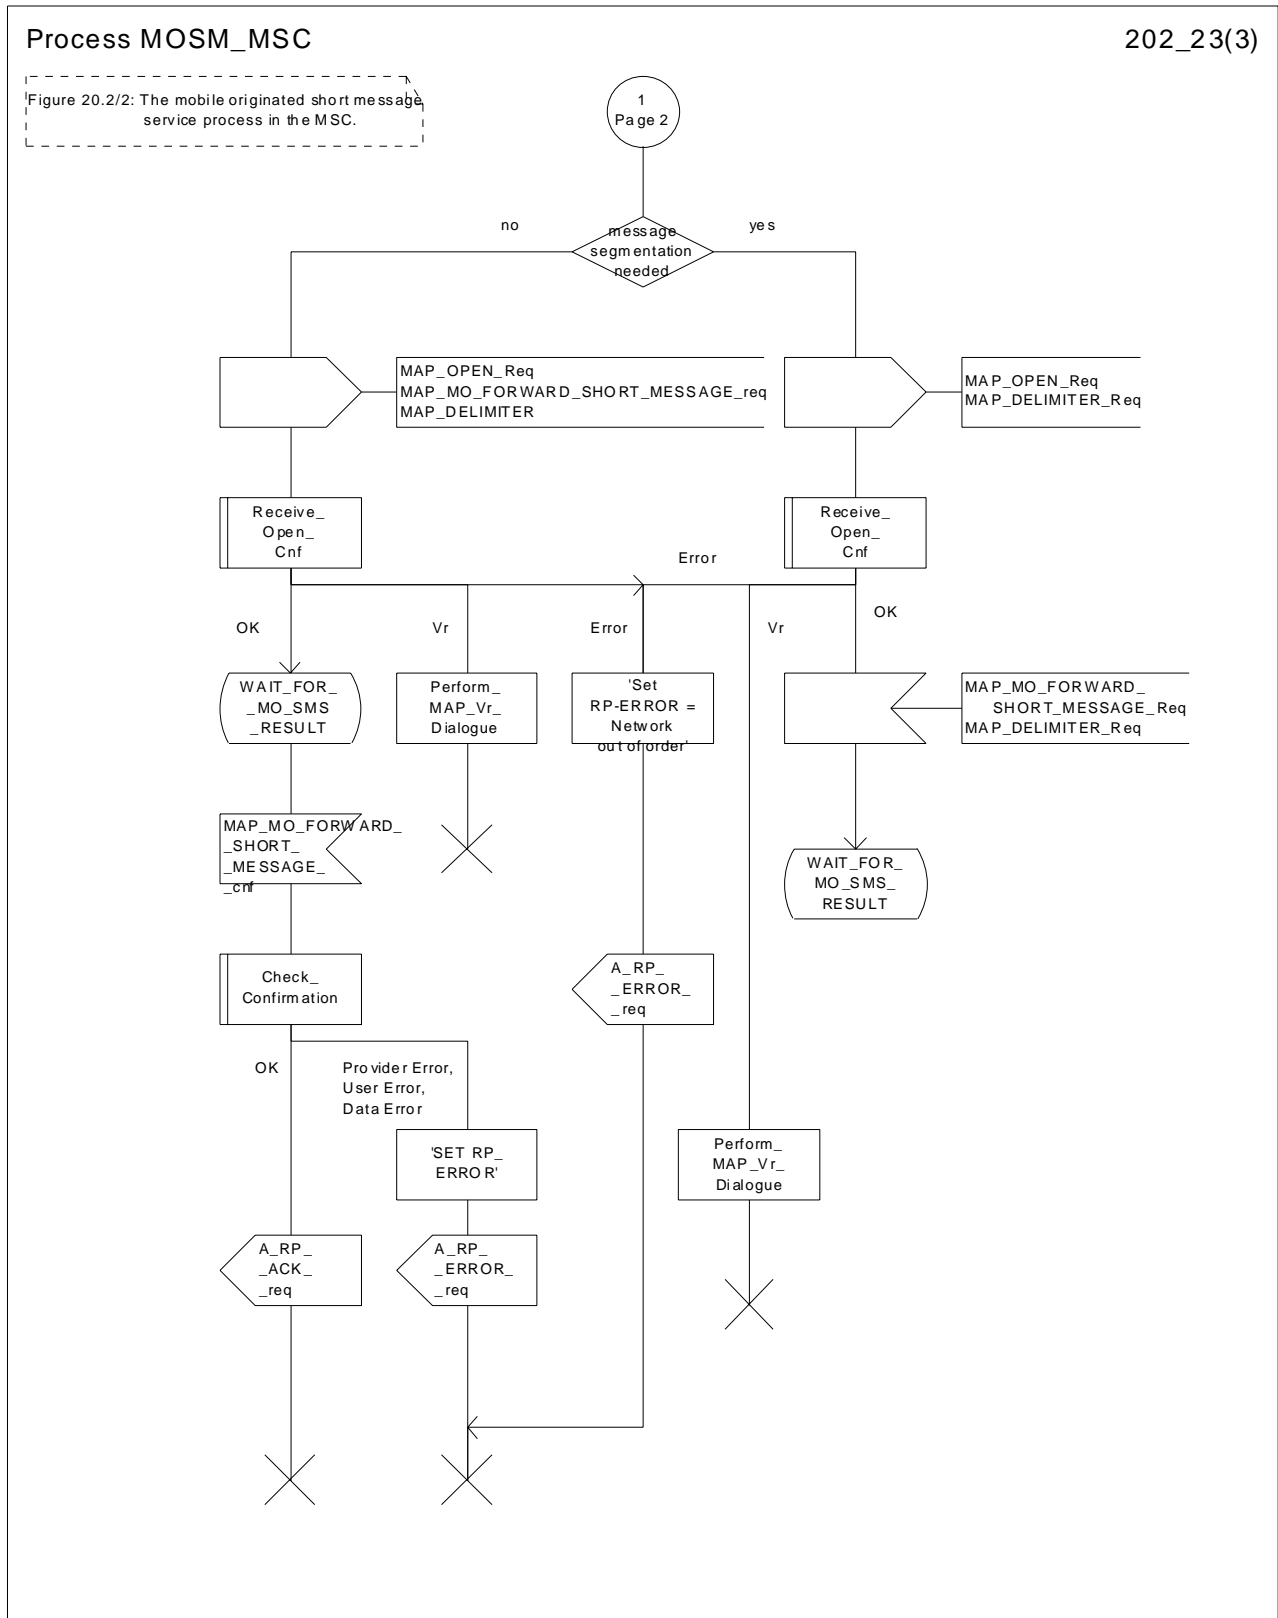 Process MOSM_MSC
202_23(3)
Figure 20.2/2: The mobile originated short message
service process in the MSC.
1
Page 2
no
yes
message
segmentation
needed
MAP_OPEN_Req
MAP_MO_FORWARD_SHORT_MESSAGE_req
MAP_DELIMITER
MAP_OPEN_Req
MAP_DELIMITER_Req
Receive_
Open_
Cnf
Receive_
Open_
Cnf
Error
OK
Vr
Error
Vr
OK
WAIT_FOR_
_MO_SMS
_RESULT
Perform_
MAP_Vr_
Dialogue
'Set
RP-ERROR =
Network
out of order'
MAP_MO_FORWARD_
SHORT_MESSAGE_Req
MAP_DELIMITER_Req
MAP_MO_FORWARD_
_SHORT_
_MESSAGE_
_cnf
WAIT_FOR_
MO_SMS_
RESULT
Check_
Confirmation
A_RP_
_ERROR_
_req
OK
Provider Error,
User Error,
Data Error
'SET RP_
ERROR'
Perform_
MAP_Vr_
Dialogue
A_RP_
_ACK_
_req
A_RP_
_ERROR_
_req